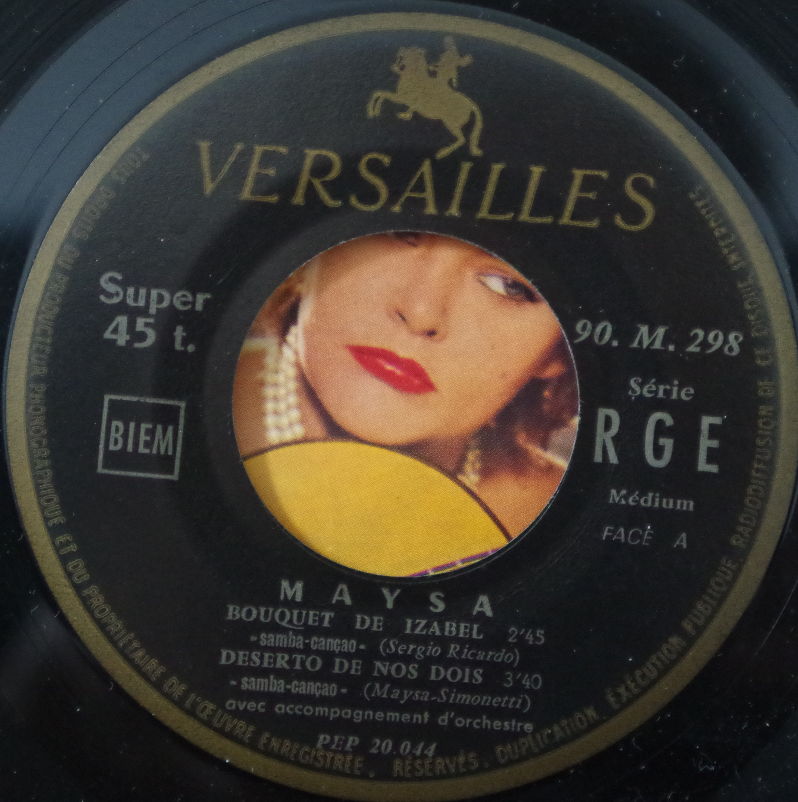 VERSAILLES
Super
45 t.
BIEM
90. M. 298
Série
RGE
Médium
FACE A
MAYSA
BOUQUET DE IZABEL 2'45
-samba-cançao- (Sergio Ricardo)
DESERTO DE NOS DOIS 3'40
-samba-cançao- (Maysa-Simonetti)
avec accompagnement d'orchestre
PEP 20.044
TOUS DROITS DU PRODUCTEUR PHONOGRAPHIQUE ET DU PROPRIÉTAIRE DE L'ŒUVRE ENREGISTRÉE, RÉSERVÉS. DUPLICATION, EXÉCUTION PUBLIQUE, RADIODIFFUSION DE CE DISQUE INTERDITES